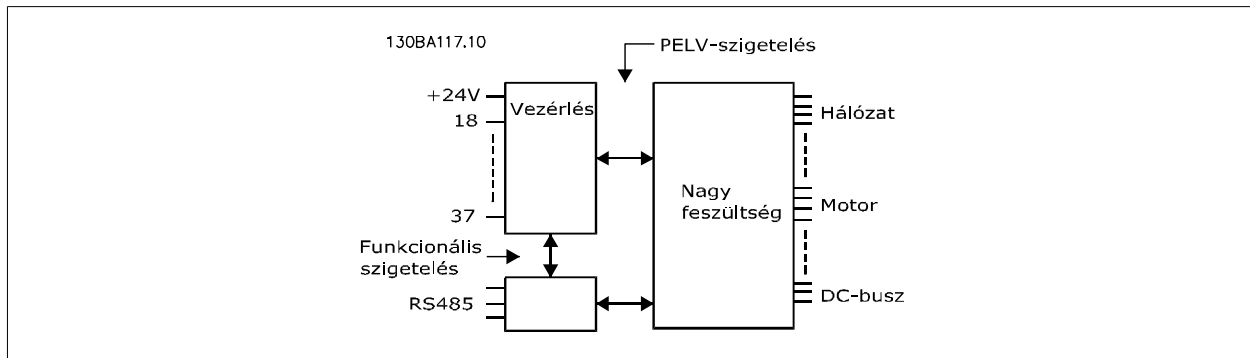 130BA117.10
PELV-szigetelés
+24V
18
37
Vezérlés
Nagy
feszültség
Hálózat
Motor
DC-busz
Funkcionális
szigetelés
RS485